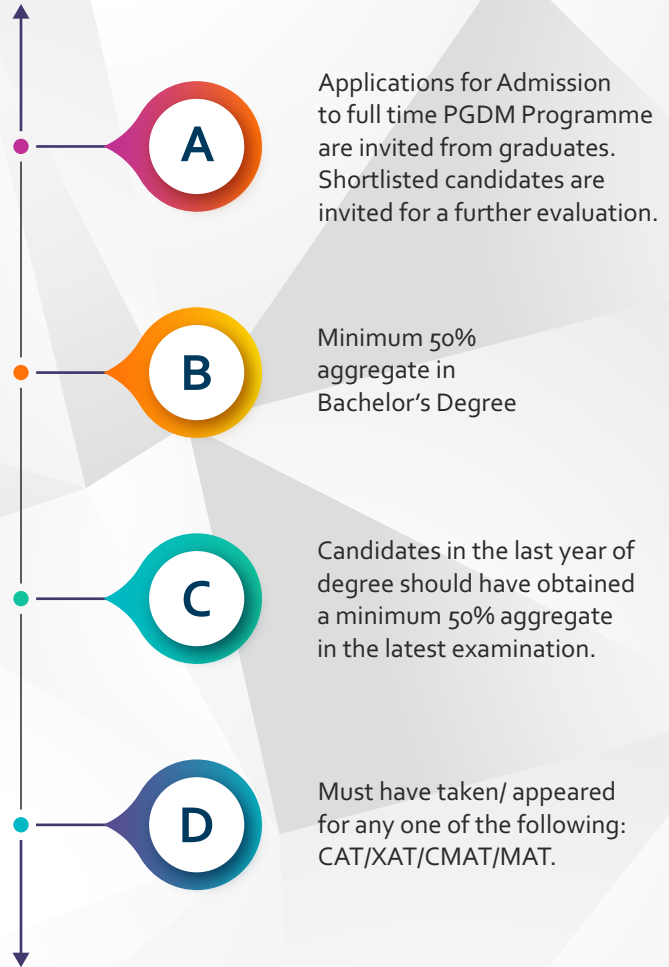 A
Applications for Admission
to full time PGDM Programme
are invited from graduates.
Shortlisted candidates are
invited for a further evaluation.
B
Minimum 50%
aggregate in
Bachelor’s Degree
C
Candidates in the last year of
degree should have obtained
a minimum 50% aggregate
in the latest examination.
D
Must have taken/ appeared
for any one of the following:
CAT/XAT/CMAT/MAT.